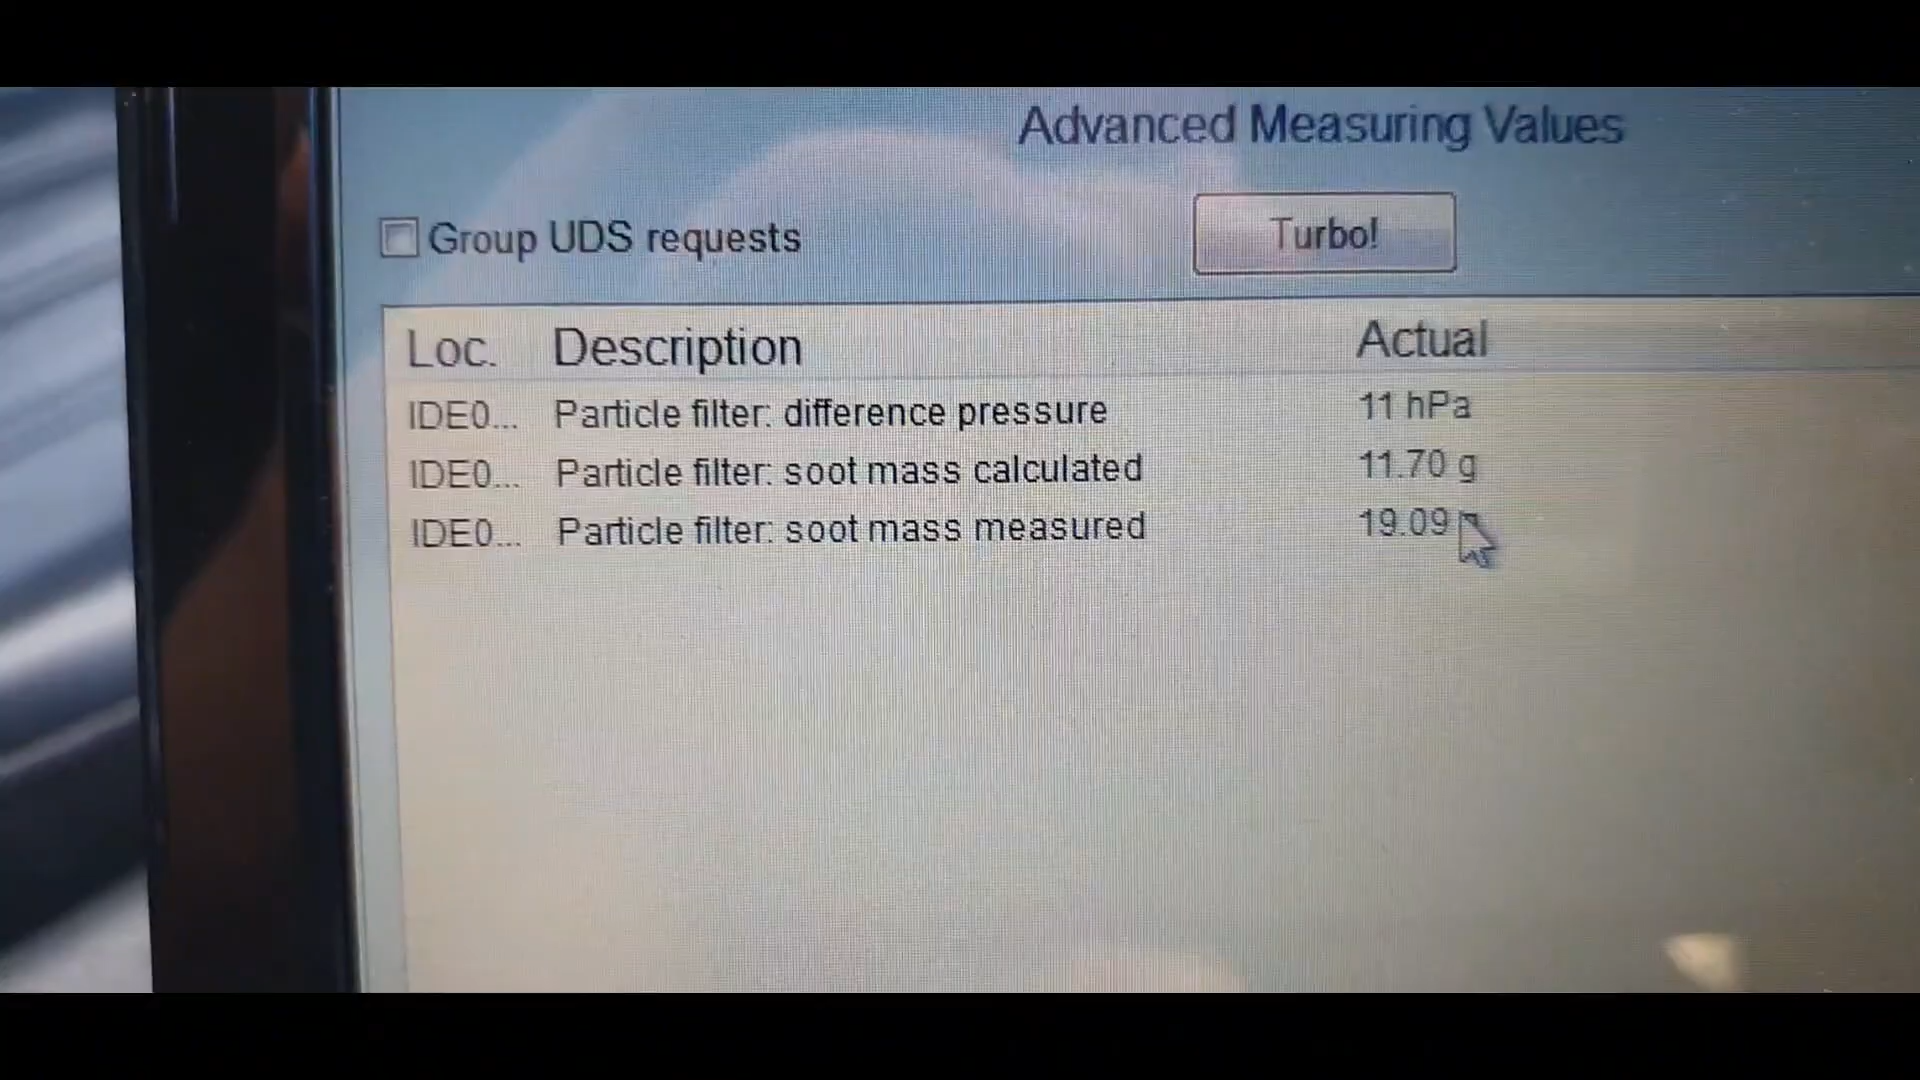 Advanced Measuring Values
Group UDS requests
Turbo!
Loc. Description Actual
IDE0... Particle filter: difference pressure 11 hPa
IDE0... Particle filter: soot mass calculated 11.70 g
IDE0... Particle filter: soot mass measured 19.09